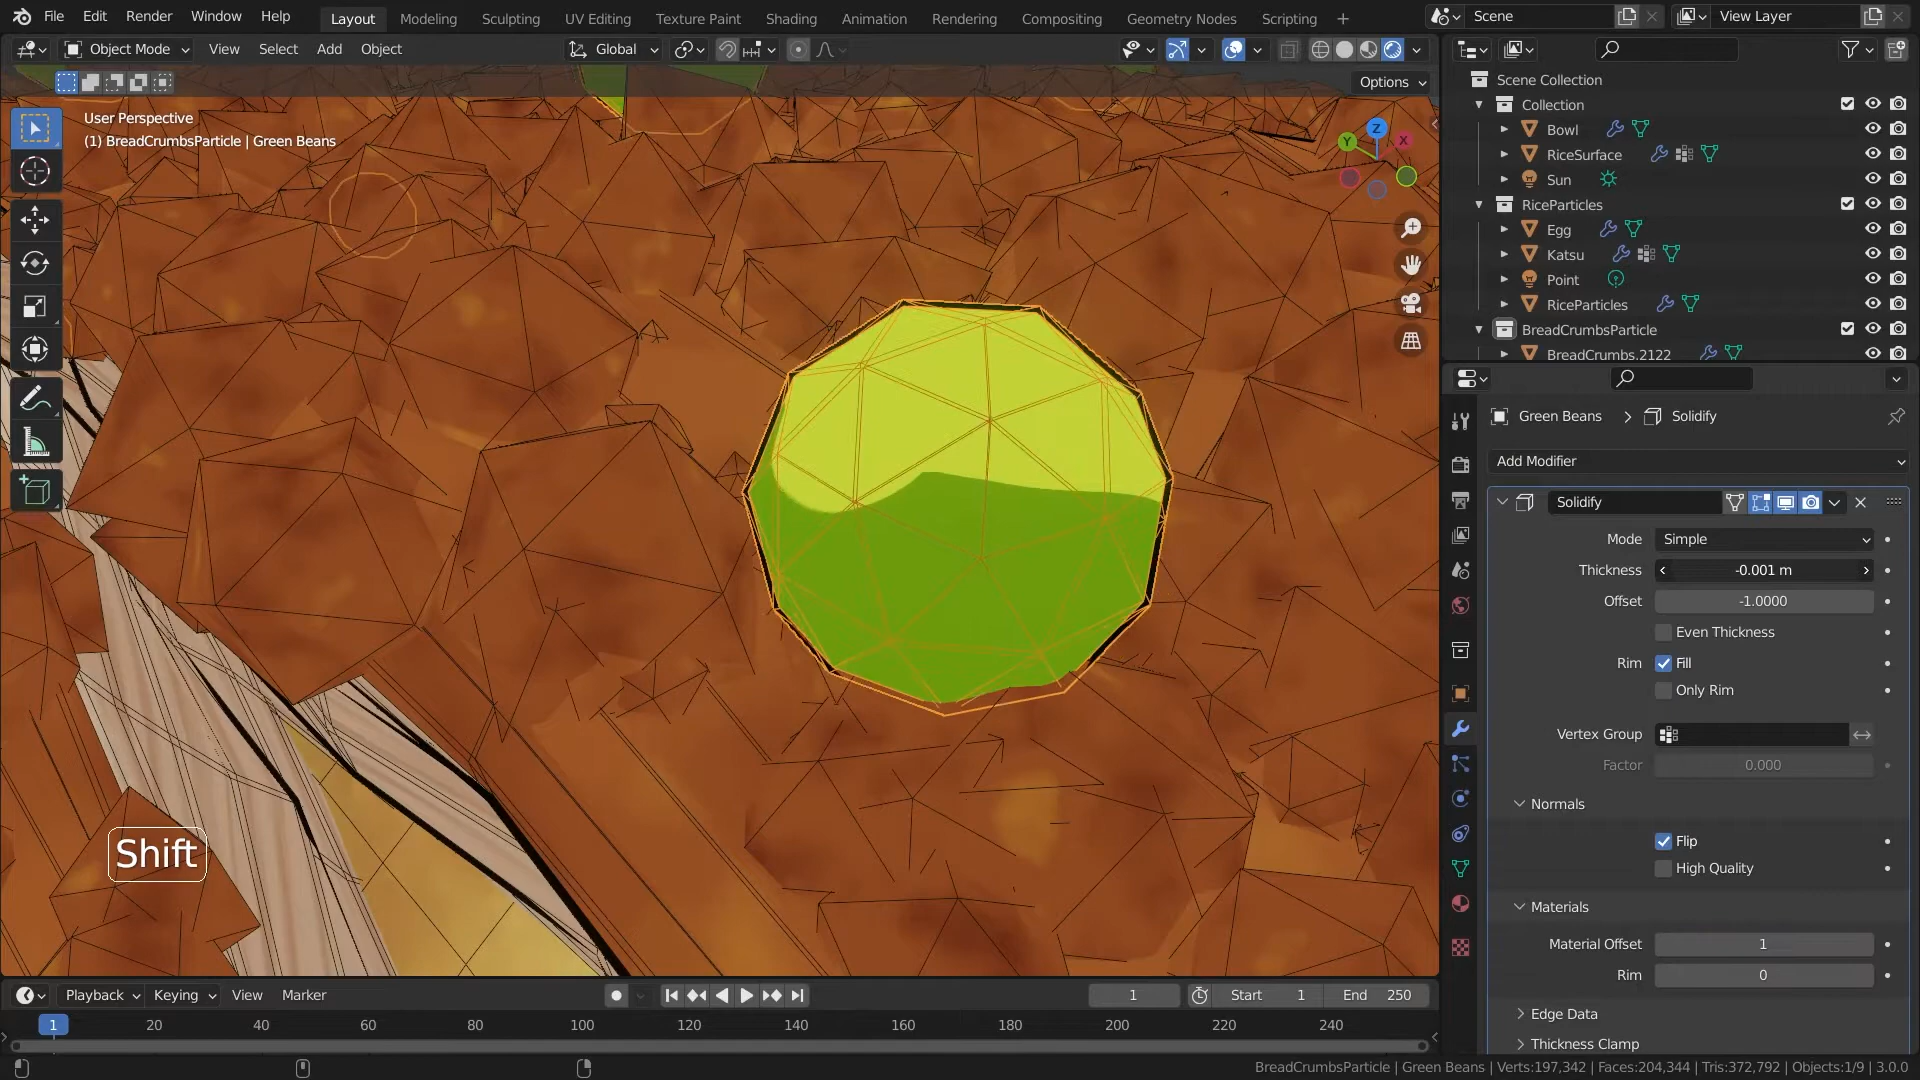 File Edit Render Window Help Layout Modeling Sculpting UV Editing Texture Paint Shading Animation Rendering Compositing Geometry Nodes Scripting + Scene View Layer
Object Mode View Select Add Object Global
Options
User Perspective
(1) BreadCrumbsParticle | Green Beans
Z
Y
X
Scene Collection
Collection
Bowl
RiceSurface
Sun
RiceParticles
Egg
Katsu
Point
RiceParticles
BreadCrumbsParticle
BreadCrumbs.2122
Green Beans > Solidify
Add Modifier
Solidify
Mode Simple
Thickness -0.001 m
Offset -1.0000
Even Thickness
Rim Fill
Only Rim
Vertex Group
Factor 0.000
Normals
Flip
High Quality
Materials
Material Offset 1
Rim 0
Edge Data
Thickness Clamp
Shift
Playback Keying View Marker 1 Start 1 End 250
1 20 40 60 80 100 120 140 160 180 200 220 240
BreadCrumbsParticle | Green Beans | Verts:197,342 | Faces:204,344 | Tris:372,792 | Objects:1/9 | 3.0.0